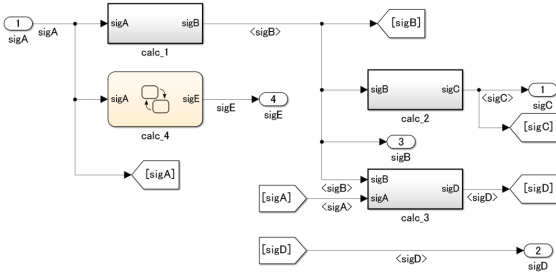 1
sigA
sigA
sigA
sigB
calc_1
<sigB>
[sigB]
sigA
sigE
calc_4
sigE
4
sigE
sigB
sigC
calc_2
<sigC>
1
sigC
[sigC]
3
sigB
[sigA]
[sigA]
<sigB>
<sigA>
sigB
sigA
sigD
calc_3
<sigD>
[sigD]
[sigD]
<sigD>
2
sigD